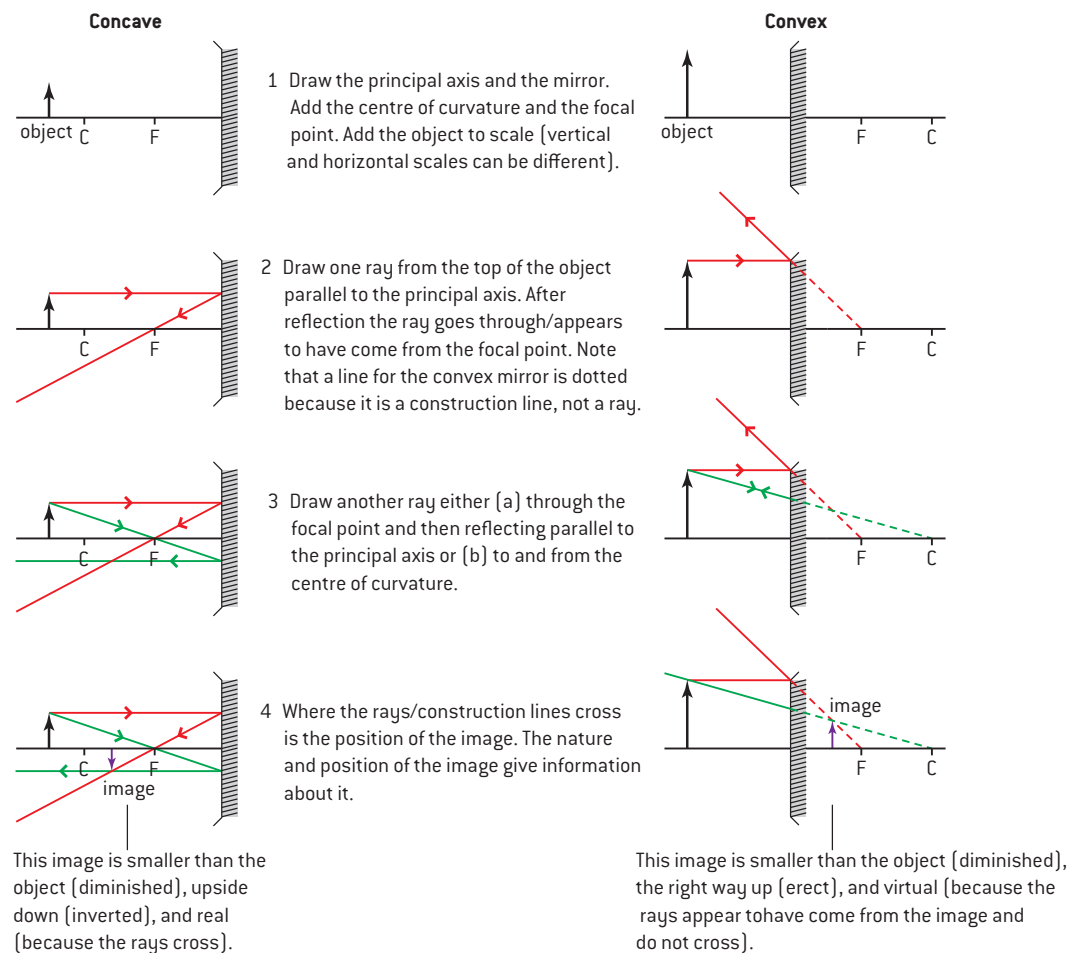 Concave
Convex
object
C
F
1 Draw the principal axis and the mirror.
Add the centre of curvature and the focal
point. Add the object to scale (vertical
and horizontal scales can be different).
object
F
C
C
F
2 Draw one ray from the top of the object
parallel to the principal axis. After
reflection the ray goes through/appears
to have come from the focal point. Note
that a line for the convex mirror is dotted
because it is a construction line, not a ray.
F
C
C
F
3 Draw another ray either (a) through the
focal point and then reflecting parallel to
the principal axis or (b) to and from the
centre of curvature.
F
C
C
F
image
4 Where the rays/construction lines cross
is the position of the image. The nature
and position of the image give information
about it.
image
F
C
This image is smaller than the
object (diminished), upside
down (inverted), and real
(because the rays cross).
This image is smaller than the object (diminished),
the right way up (erect), and virtual (because the
rays appear tohave come from the image and
do not cross).